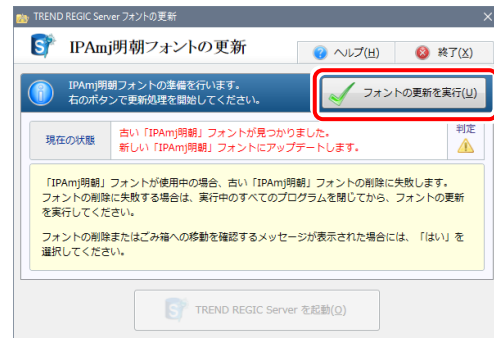 TREND REGIC Server フォントの更新
IPAmj明朝フォントの更新
ヘルプ(H)
終了(X)
IPAmj明朝フォントの準備を行います。
右のボタンで更新処理を開始してください。
フォントの更新を実行(U)
現在の状態
古い「IPAmj明朝」フォントが見つかりました。
新しい「IPAmj明朝」フォントにアップデートします。
判定
「IPAmj明朝」フォントが使用中の場合、古い「IPAmj明朝」フォントの削除に失敗します。
フォントの削除に失敗する場合は、実行中のすべてのプログラムを閉じてから、フォントの更新
を実行してください。
フォントの削除またはごみ箱への移動を確認するメッセージが表示された場合には、「はい」を
選択してください。
TREND REGIC Server を起動(O)